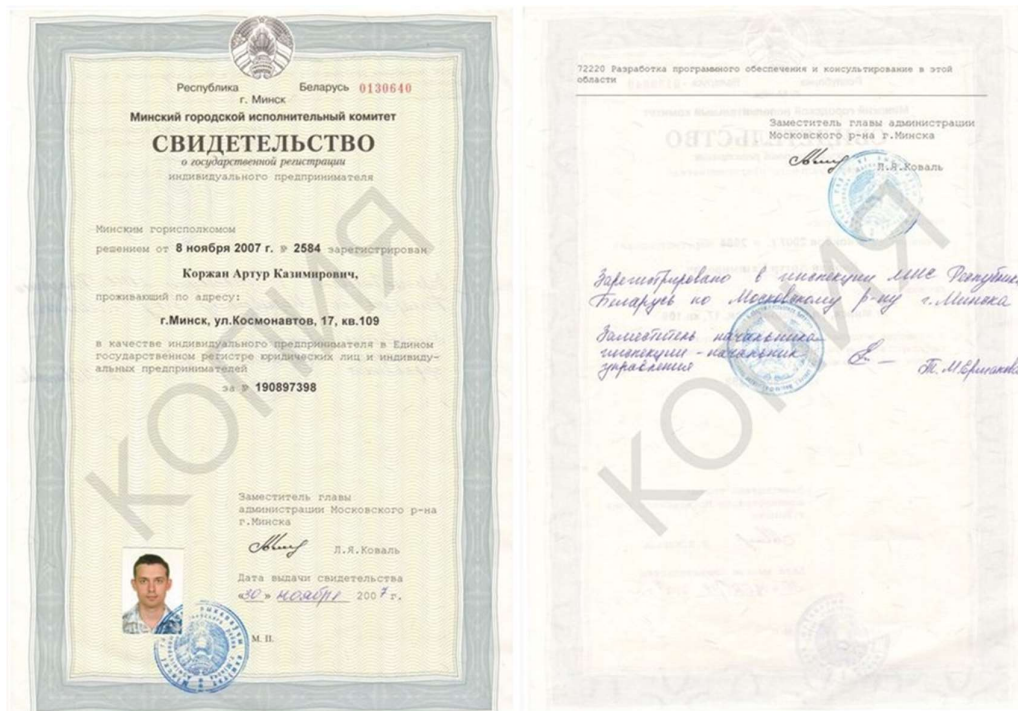 Республика Беларусь 0130640
г. Минск
Минский городской исполнительный комитет
СВИДЕТЕЛЬСТВО
о государственной регистрации
индивидуального предпринимателя
Минским горисполкомом
решением от 8 ноября 2007 г. № 2584 зарегистрирован
Коржан Артур Казимирович,
проживающий по адресу:
г.Минск, ул.Космонавтов, 17, кв.109
в качестве индивидуального предпринимателя в Едином
государственном регистре юридических лиц и индивиду-
альных предпринимателей
за № 190897398
КОПИЯ
Заместитель главы
администрации Московского р-на
г.Минска
Л.Я.Коваль
Дата выдачи свидетельства
«30» ноября 2007 г.
М. П.
72220 Разработка программного обеспечения и консультирование в этой
области
Заместитель главы администрации
Московского р-на г.Минска
Л.Я.Коваль
КОПИЯ
Зарегистрировано в инспекции МНС Республики
Беларусь по Московскому р-ну г.Минска
Заместитель начальника
инспекции - начальник
управления